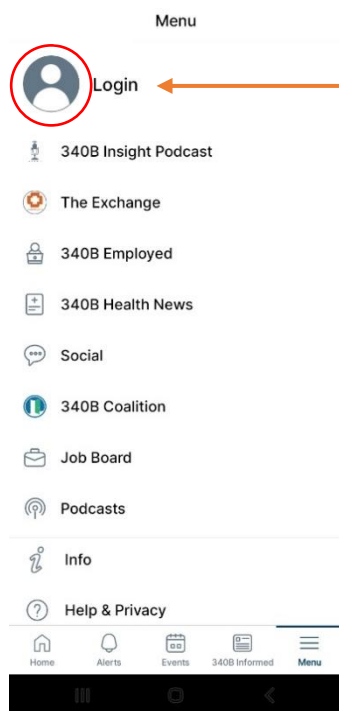 Menu
Login
340B Insight Podcast
The Exchange
340B Employed
340B Health News
Social
340B Coalition
Job Board
Podcasts
Info
Help & Privacy
Home Alerts Events 340B Informed Menu